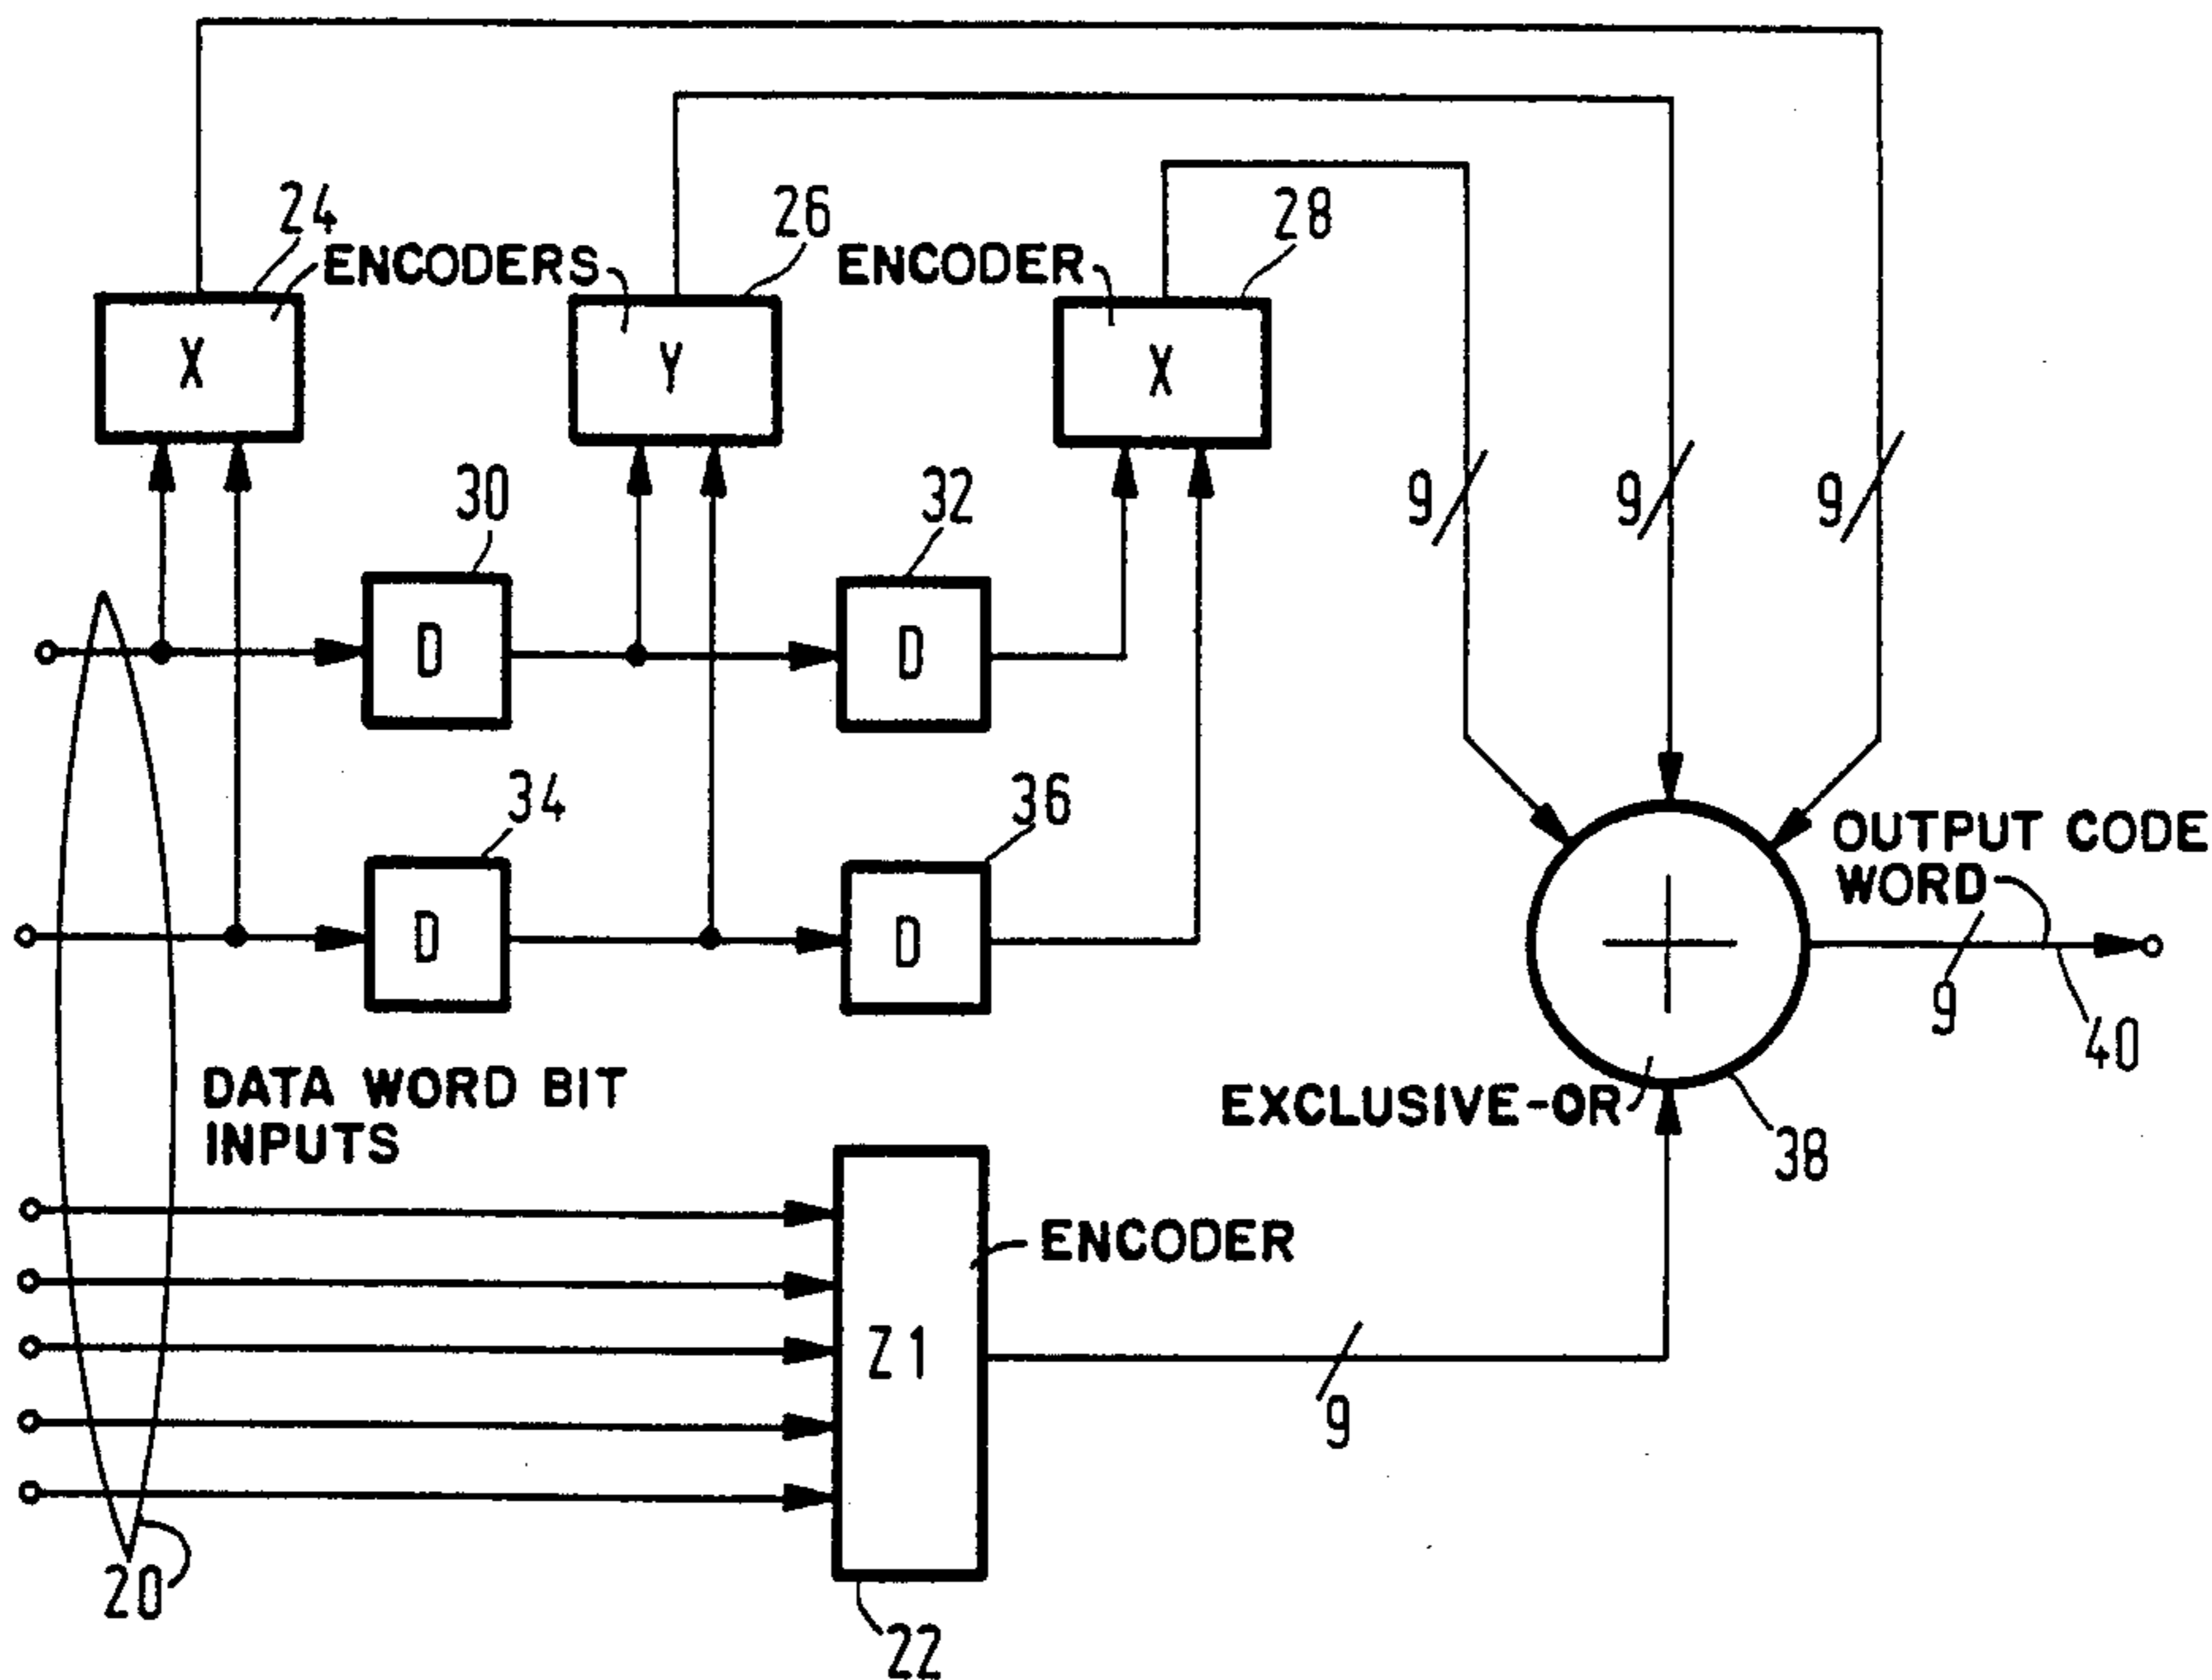 24
ENCODERS
26
ENCODER
28
X
Y
X
30
32
9
9
9
D
D
34
36
D
D
OUTPUT CODE
WORD
9
40
DATA WORD BIT
INPUTS
EXCLUSIVE-OR
38
Z1
ENCODER
9
20
22